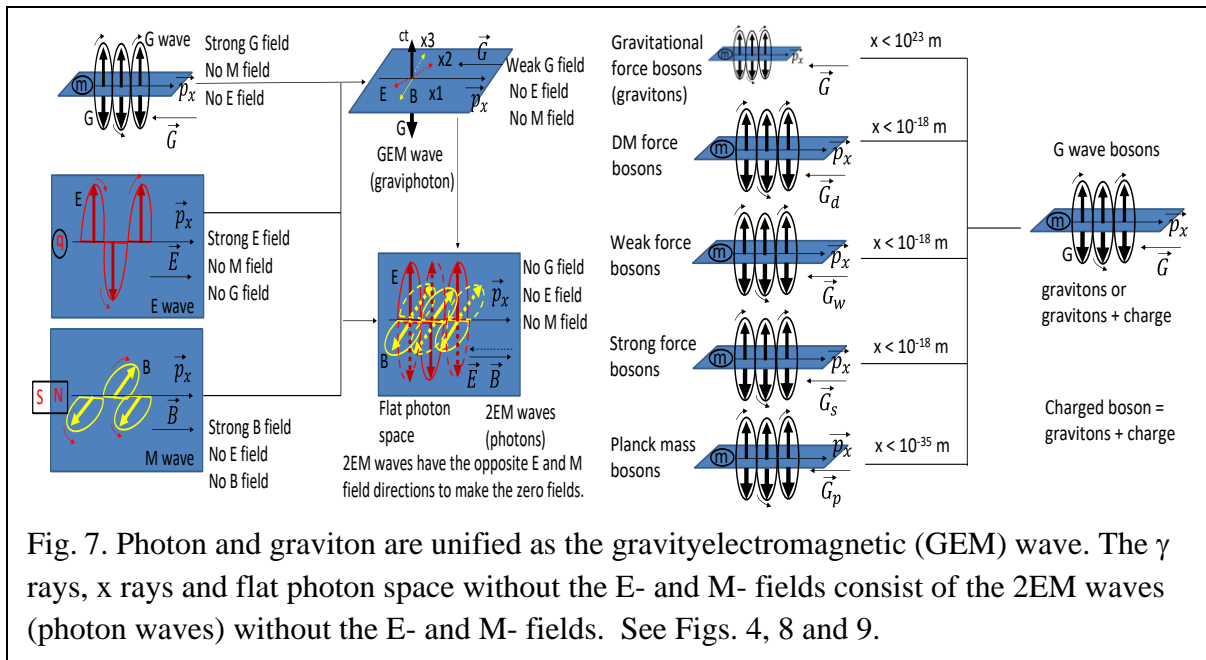 G wave
Strong G field
No M field
No E field
m
p_x
G
G
E
p_x
q
E
E wave
Strong E field
No M field
No G field
B
p_x
S N
B
M wave
Strong B field
No E field
No B field
ct
x3
x2
G
E
B
x1
p_x
G
GEM wave
(graviphoton)
Weak G field
No E field
No M field
E
p_x
B
E B
No G field
No E field
No M field
Flat photon
space
2EM waves
(photons)
2EM waves have the opposite E and M
field directions to make the zero fields.
Gravitational
force bosons
(gravitons)
m
p_x
G
x < 10^23 m
DM force
bosons
m
p_x
G_d
x < 10^-18 m
Weak force
bosons
m
p_x
G_w
x < 10^-18 m
Strong force
bosons
m
p_x
G_s
x < 10^-18 m
Planck mass
bosons
m
p_x
G_p
x < 10^-35 m
G wave bosons
m
p_x
G
G
gravitons or
gravitons + charge
Charged boson =
gravitons + charge
Fig. 7. Photon and graviton are unified as the gravityelectromagnetic (GEM) wave. The γ
rays, x rays and flat photon space without the E- and M- fields consist of the 2EM waves
(photon waves) without the E- and M- fields.  See Figs. 4, 8 and 9.